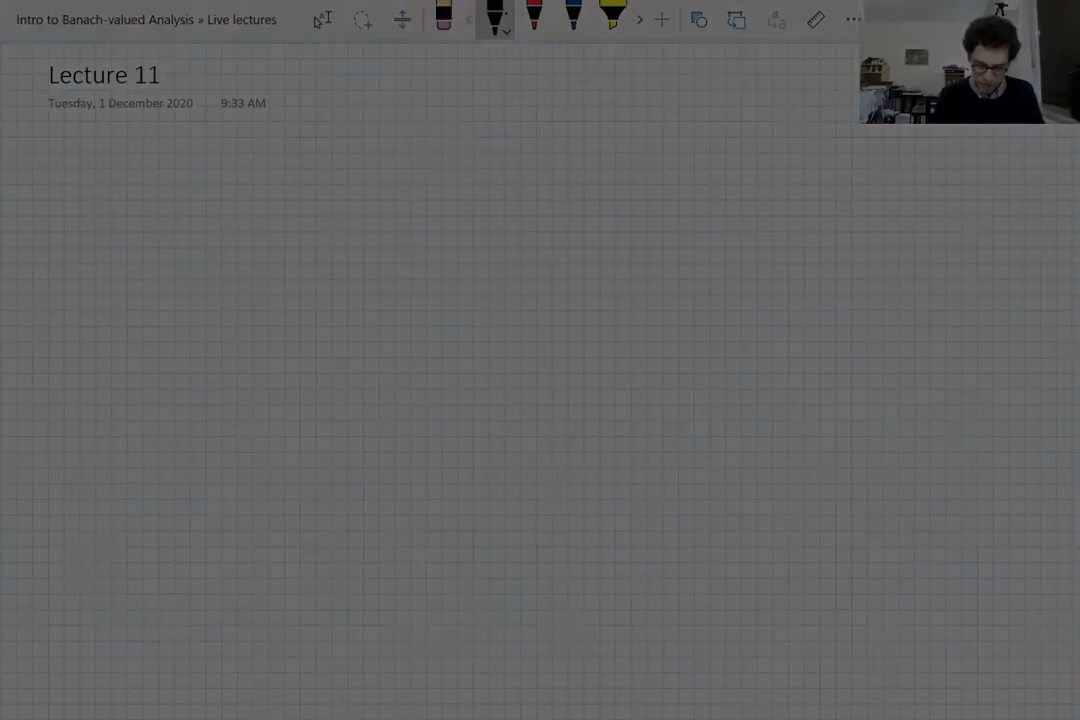 Intro to Banach-valued Analysis » Live lectures
Lecture 11
Tuesday, 1 December 2020 9:33 AM